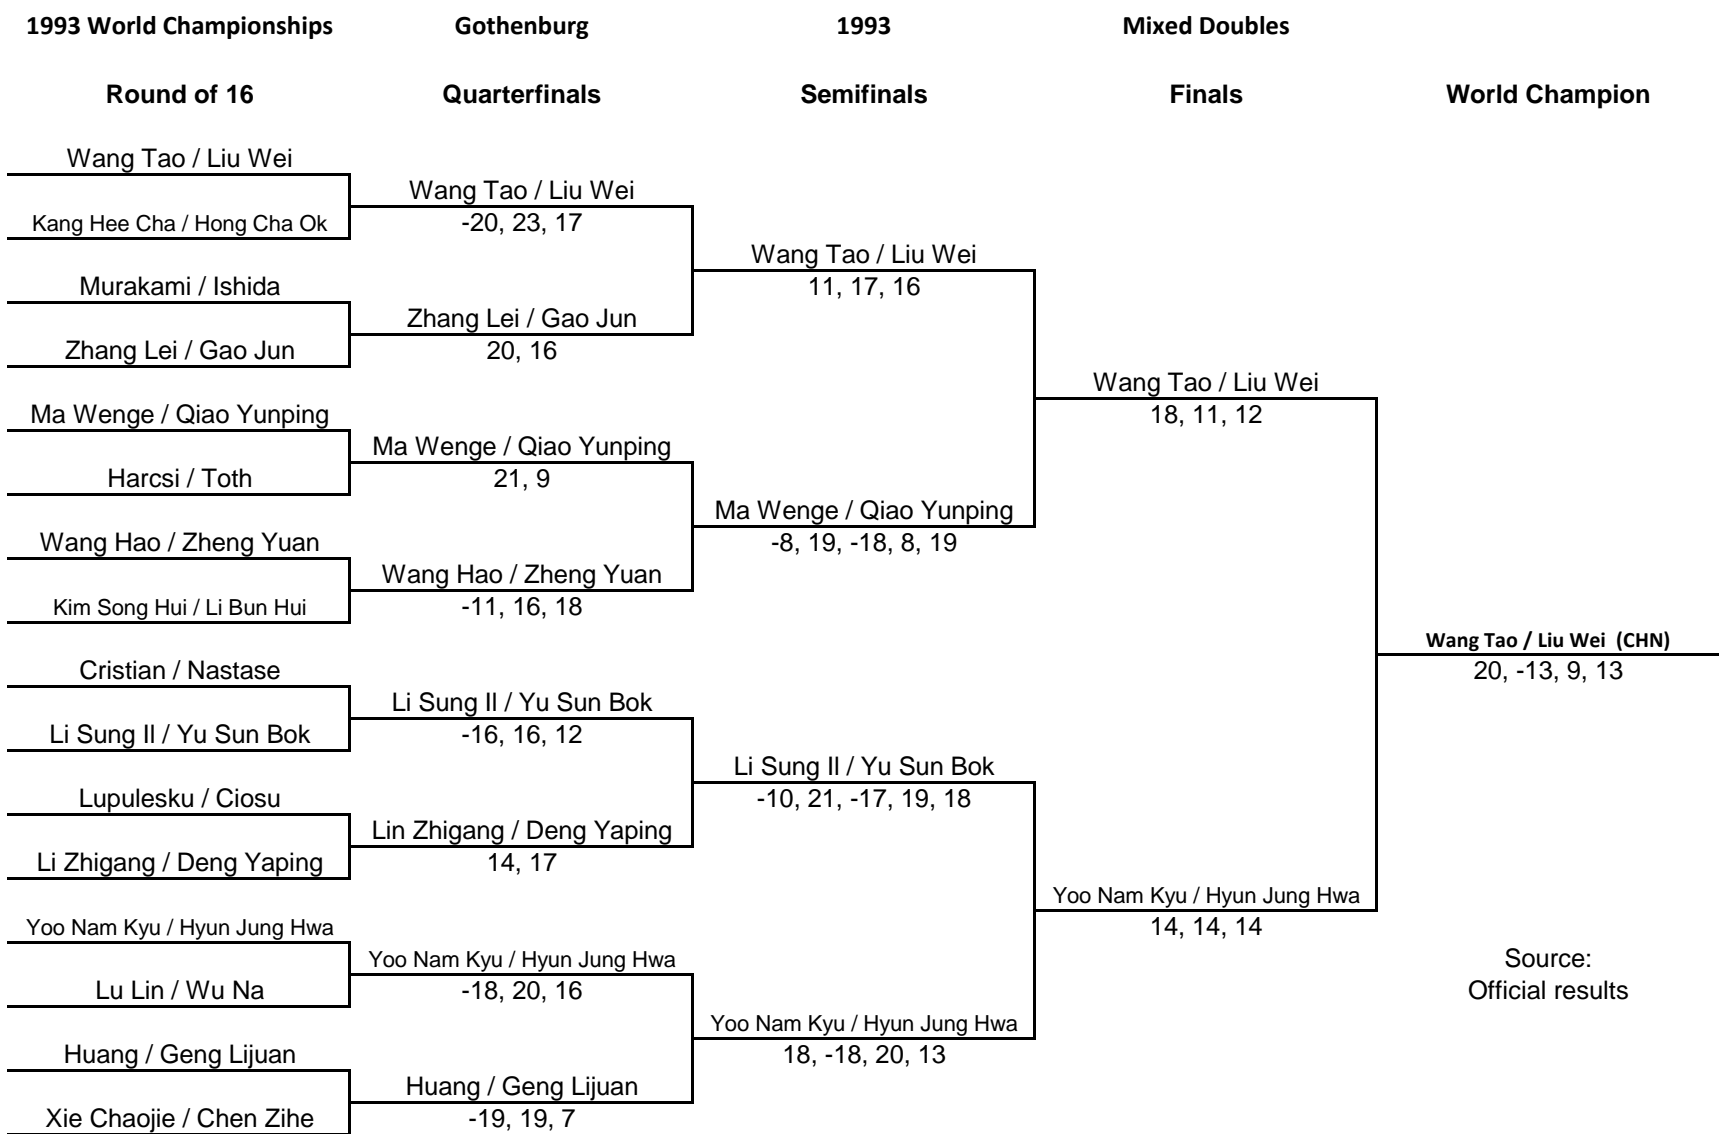 1993 World Championships Gothenburg 1993 Mixed Doubles
Round of 16 Quarterfinals Semifinals Finals World Champion
Wang Tao / Liu Wei
Wang Tao / Liu Wei
Kang Hee Cha / Hong Cha Ok
-20, 23, 17
Wang Tao / Liu Wei
Murakami / Ishida
11, 17, 16
Zhang Lei / Gao Jun
Zhang Lei / Gao Jun
20, 16
Wang Tao / Liu Wei
Ma Wenge / Qiao Yunping
18, 11, 12
Ma Wenge / Qiao Yunping
Harcsi / Toth
21, 9
Ma Wenge / Qiao Yunping
Wang Hao / Zheng Yuan
-8, 19, -18, 8, 19
Wang Hao / Zheng Yuan
Kim Song Hui / Li Bun Hui
-11, 16, 18
Wang Tao / Liu Wei (CHN)
Cristian / Nastase
20, -13, 9, 13
Li Sung Il / Yu Sun Bok
Li Sung Il / Yu Sun Bok
-16, 16, 12
Li Sung Il / Yu Sun Bok
Lupulesku / Ciosu
-10, 21, -17, 19, 18
Lin Zhigang / Deng Yaping
Li Zhigang / Deng Yaping
14, 17
Yoo Nam Kyu / Hyun Jung Hwa
Yoo Nam Kyu / Hyun Jung Hwa
14, 14, 14
Yoo Nam Kyu / Hyun Jung Hwa
Source:
Lu Lin / Wu Na
-18, 20, 16
Official results
Yoo Nam Kyu / Hyun Jung Hwa
Huang / Geng Lijuan
18, -18, 20, 13
Huang / Geng Lijuan
Xie Chaojie / Chen Zihe
-19, 19, 7